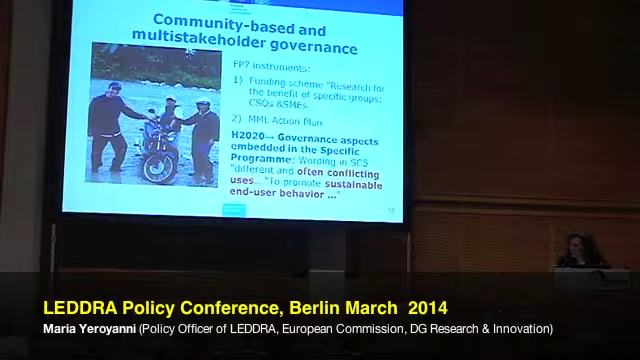 Community-based and
multistakeholder governance
FP7 instruments:
1) Funding scheme "Research for
the benefit of specific groups:
CSOs &SMEs
2) MML Action Plan
H2020→ Governance aspects
embedded in the Specific
Programme: Wording in SC5
"different and often conflicting
uses... "To promote sustainable
end-user behavior ..."
LEDDRA Policy Conference, Berlin March 2014
Maria Yeroyanni (Policy Officer of LEDDRA, European Commission, DG Research & Innovation)